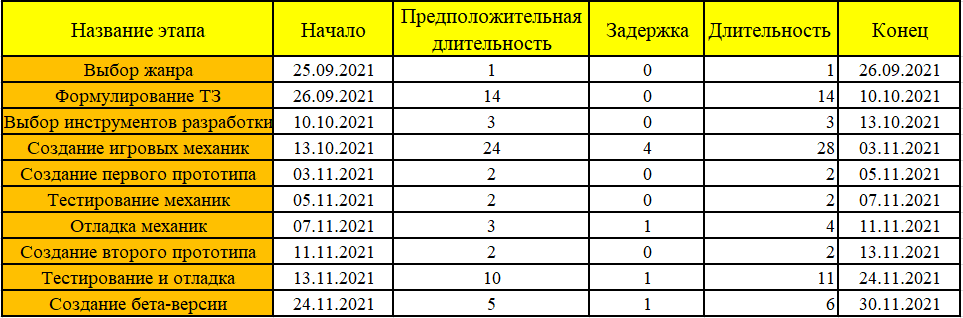 Название этапа Начало Предположительная длительность Задержка Длительность Конец
Выбор жанра 25.09.2021 1 0 1 26.09.2021
Формулирование ТЗ 26.09.2021 14 0 14 10.10.2021
Выбор инструментов разработки 10.10.2021 3 0 3 13.10.2021
Создание игровых механик 13.10.2021 24 4 28 03.11.2021
Создание первого прототипа 03.11.2021 2 0 2 05.11.2021
Тестирование механик 05.11.2021 2 0 2 07.11.2021
Отладка механик 07.11.2021 3 1 4 11.11.2021
Создание второго прототипа 11.11.2021 2 0 2 13.11.2021
Тестирование и отладка 13.11.2021 10 1 11 24.11.2021
Создание бета-версии 24.11.2021 5 1 6 30.11.2021